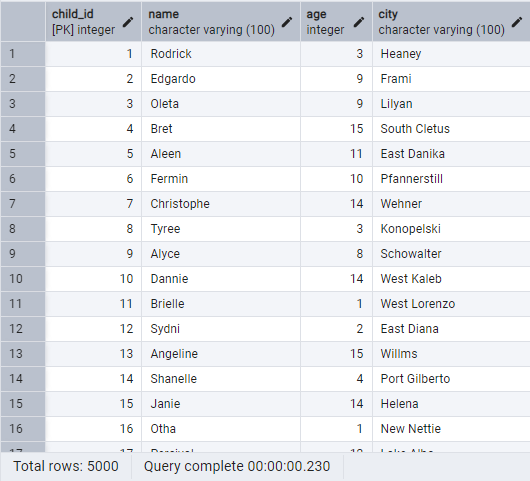 child_id name age city
[PK] integer character varying (100) integer character varying (100)
1 1 Rodrick 3 Heaney
2 2 Edgardo 9 Frami
3 3 Oleta 9 Lilyan
4 4 Bret 15 South Cletus
5 5 Aleen 11 East Danika
6 6 Fermin 10 Pfannerstill
7 7 Christophe 14 Wehner
8 8 Tyree 3 Konopelski
9 9 Alyce 8 Schowalter
10 10 Dannie 14 West Kaleb
11 11 Brielle 1 West Lorenzo
12 12 Sydni 2 East Diana
13 13 Angeline 15 Willms
14 14 Shanelle 4 Port Gilberto
15 15 Janie 14 Helena
16 16 Otha 1 New Nettie
17 17
Total rows: 5000 Query complete 00:00:00.230